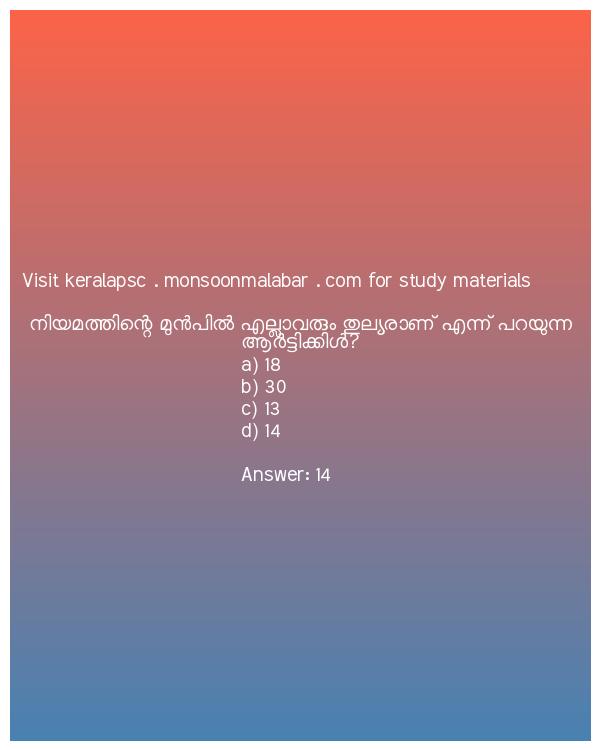 Visit keralapsc . monsoonmalabar . com for study materials
നിയമത്തിന്റെ മുൻപിൽ എല്ലാവരും തുല്യരാണ് എന്ന് പറയുന്ന
ആർട്ടിക്കിൾ?
a) 18
b) 30
c) 13
d) 14
Answer: 14